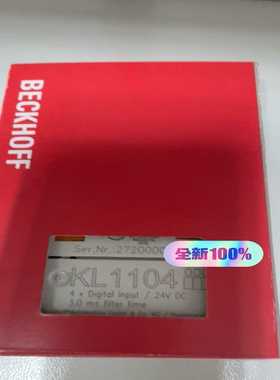 BECKHOFF
Ser.Nr.:2720000
全新100%
KL1104
4 x Digital Input / 24V DC
3.0 ms filter time